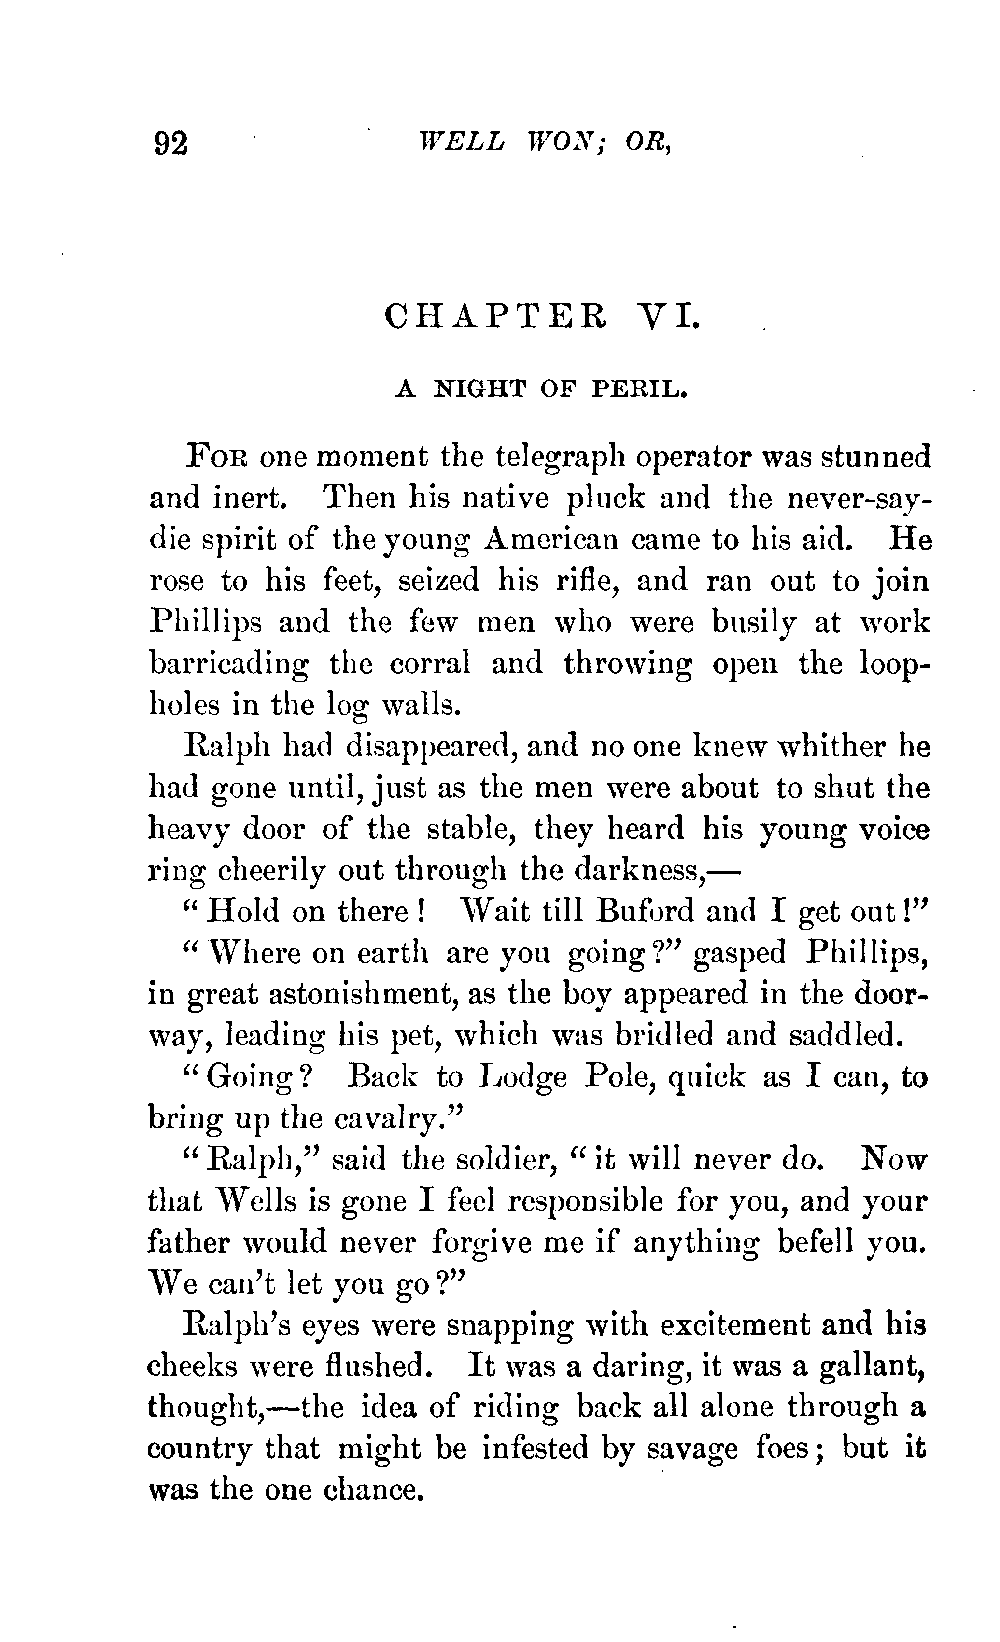 92 WELL WON; OR,
CHAPTER VI.
A NIGHT OF PERIL.
FOR one moment the telegraph operator was stunned
and inert. Then his native pluck and the never-say-
die spirit of the young American came to his aid. He
rose to his feet, seized his rifle, and ran out to join
Phillips and the few men who were busily at work
barricading the corral and throwing open the loop-
holes in the log walls.
Ralph had disappeared, and no one knew whither he
had gone until, just as the men were about to shut the
heavy door of the stable, they heard his young voice
ring cheerily out through the darkness,—
“Hold on there! Wait till Buford and I get out!”
“Where on earth are you going?” gasped Phillips,
in great astonishment, as the boy appeared in the door-
way, leading his pet, which was bridled and saddled.
“Going? Back to Lodge Pole, quick as I can, to
bring up the cavalry.”
“Ralph,” said the soldier, “it will never do. Now
that Wells is gone I feel responsible for you, and your
father would never forgive me if anything befell you.
We can't let you go?”
Ralph's eyes were snapping with excitement and his
cheeks were flushed. It was a daring, it was a gallant,
thought,—the idea of riding back all alone through a
country that might be infested by savage foes; but it
was the one chance.